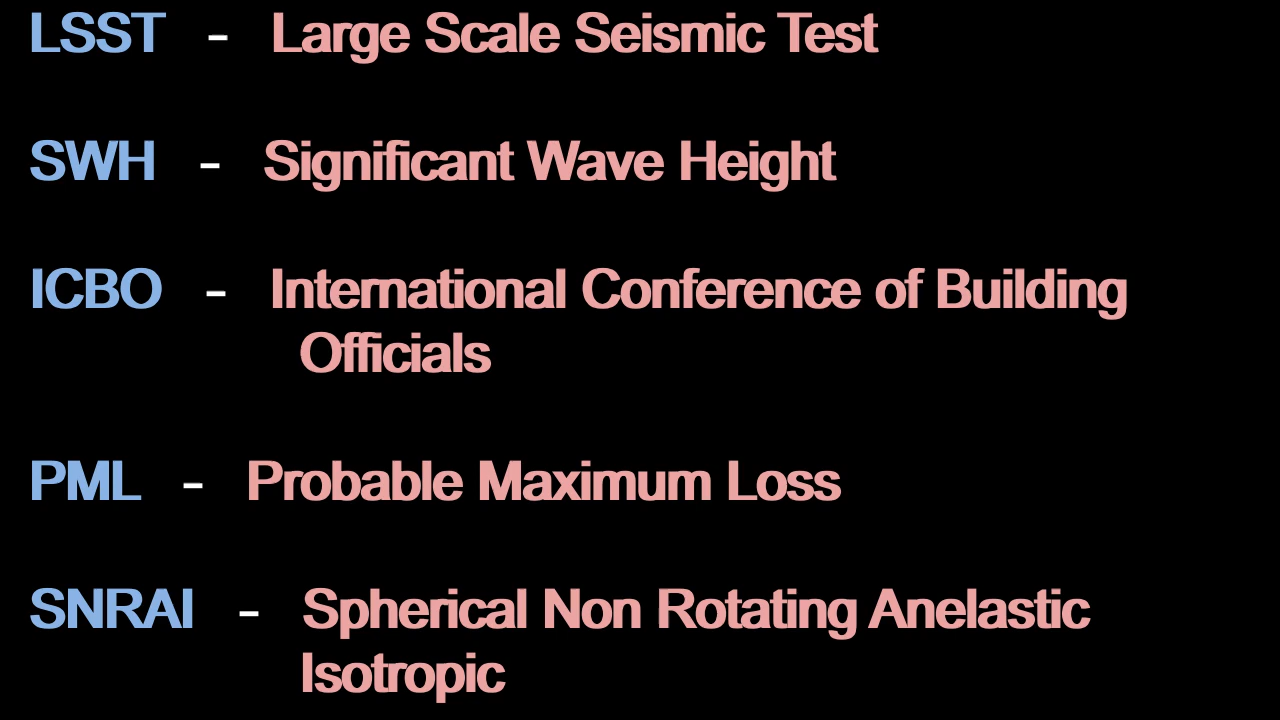 LSST - Large Scale Seismic Test
SWH - Significant Wave Height
ICBO - International Conference of Building
Officials
PML - Probable Maximum Loss
SNRAI - Spherical Non Rotating Anelastic
Isotropic